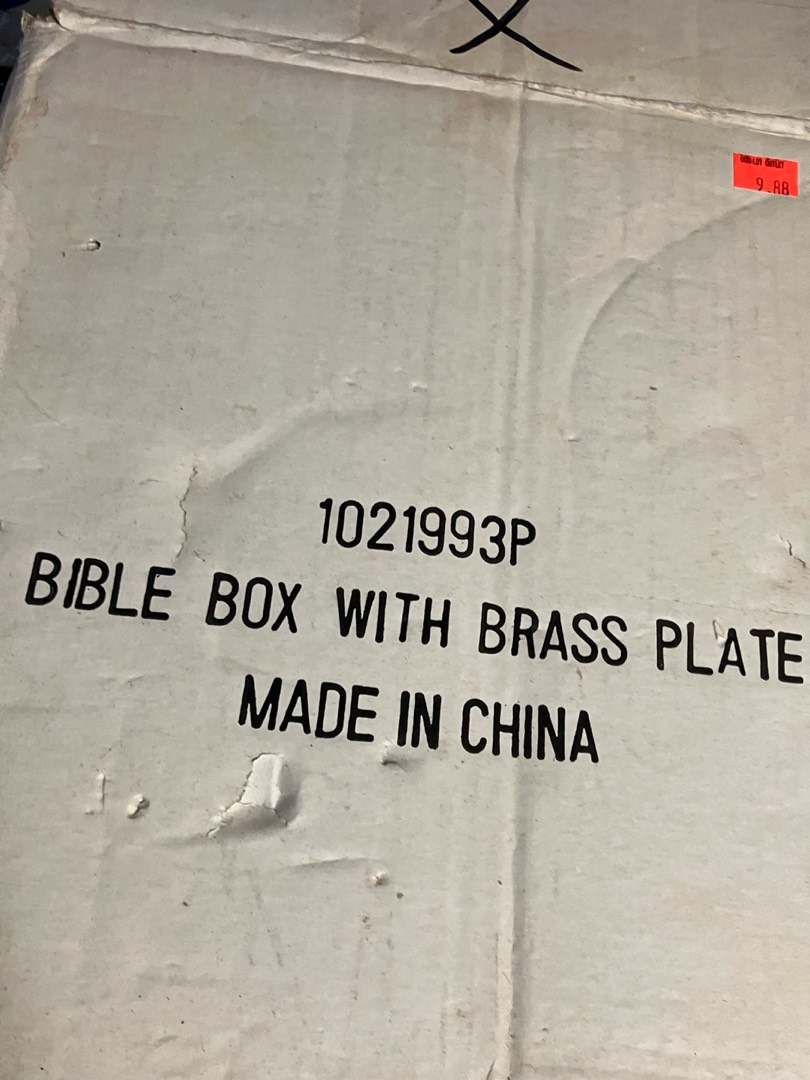 9.88
1021993P
BIBLE BOX WITH BRASS PLATE
MADE IN CHINA